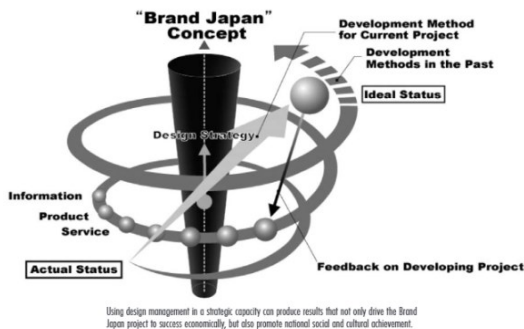 "Brand Japan"
Concept
Development Method
for Current Project
Development
Methods in the Past
Ideal Status
Design Strategy
Information
Product
Service
Actual Status
Feedback on Developing Project
Using design management in a strategic capacity can produce results that not only drive the Brand
Japan project to success economically, but also promote national social and cultural achievement.